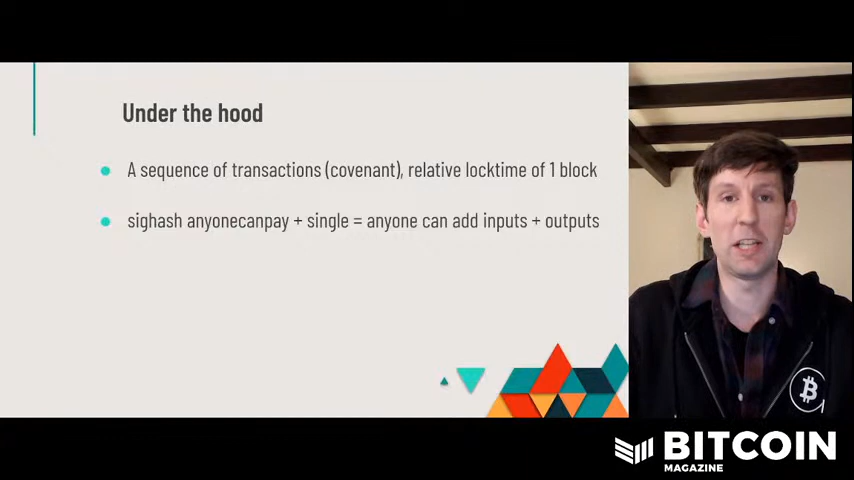 Under the hood
A sequence of transactions (covenant), relative locktime of 1 block
sighash anyonecanpay + single = anyone can add inputs + outputs
BITCOIN
MAGAZINE